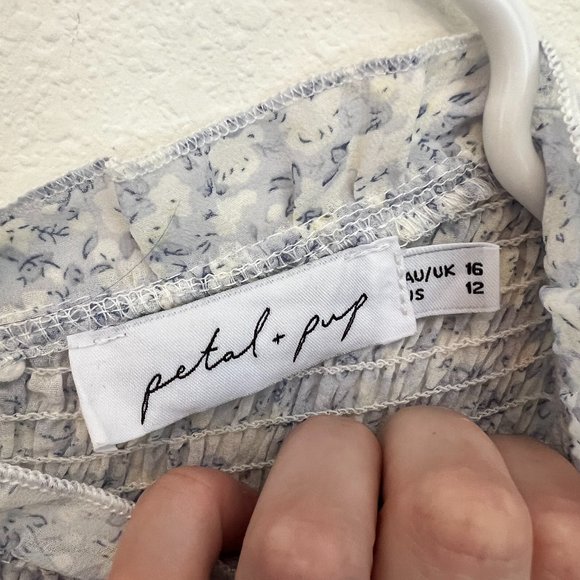 petal + pup
AU/UK 16
US 12